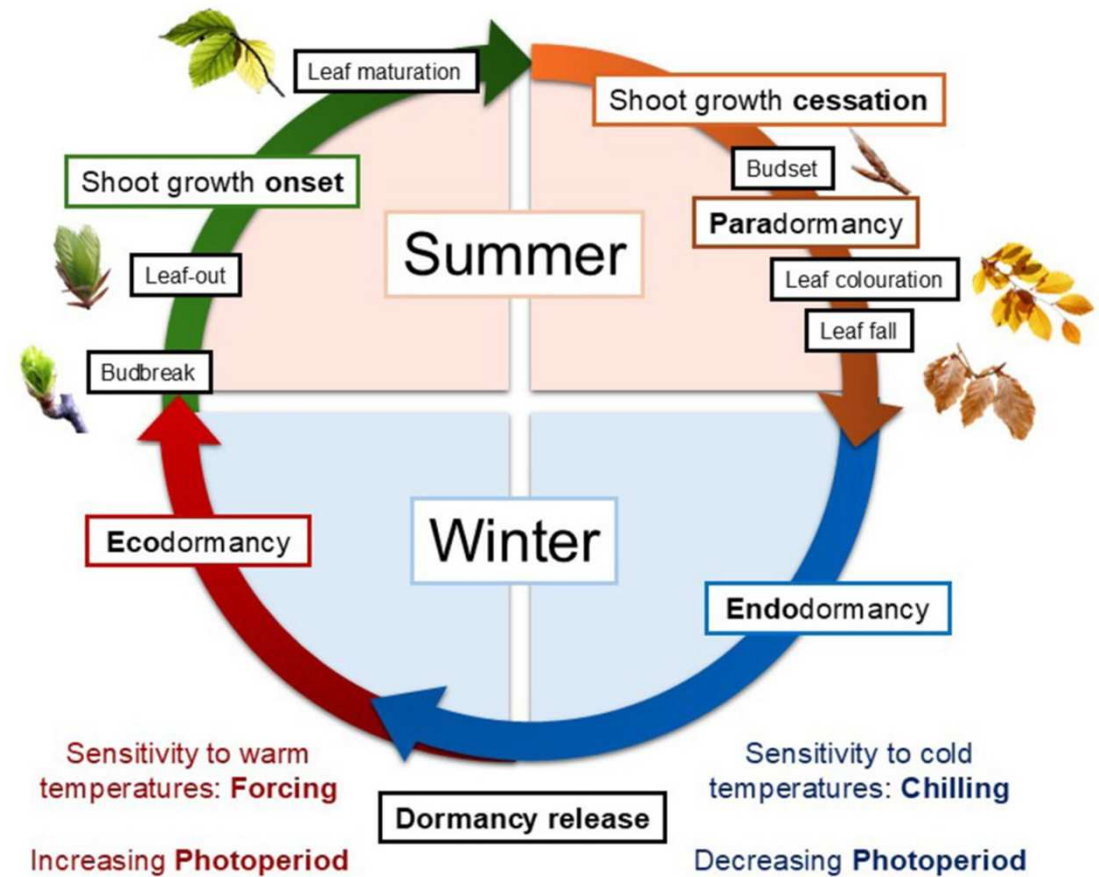 Leaf maturation
Shoot growth cessation
Budset
Shoot growth onset
Paradormancy
Summer
Leaf-out
Leaf colouration
Leaf fall
Budbreak
Ecodormancy
Winter
Endodormancy
Sensitivity to warm
temperatures: Forcing
Sensitivity to cold
temperatures: Chilling
Dormancy release
Increasing Photoperiod
Decreasing Photoperiod